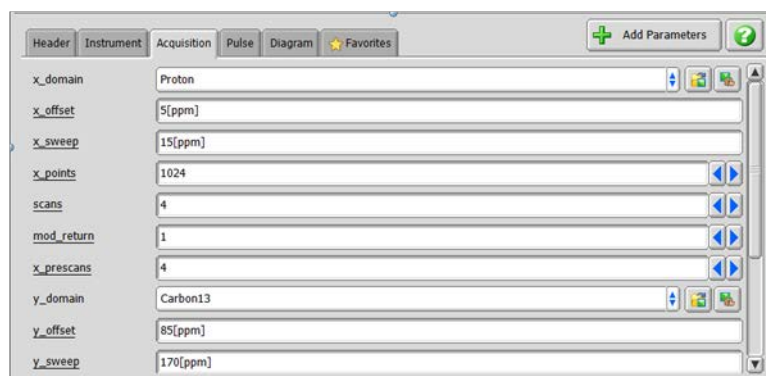 Header Instrument Acquisition Pulse Diagram Favorites Add Parameters ?
x_domain Proton
x_offset 5[ppm]
x_sweep 15[ppm]
x_points 1024
scans 4
mod_return 1
x_prescans 4
y_domain Carbon13
y_offset 85[ppm]
y_sweep 170[ppm]